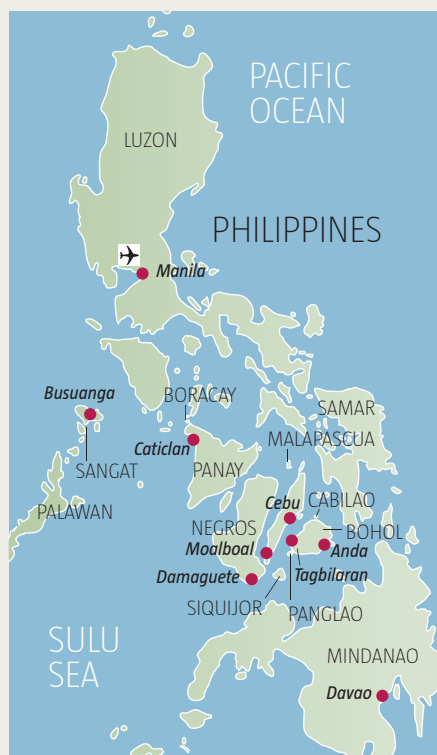 PACIFIC
OCEAN
LUZON
PHILIPPINES
Manila
Busuanga
BORACAY
SAMAR
Caticlan
MALAPASCUA
SANGAT
PANAY
PALAWAN
Cebu
CABILAO
NEGROS
BOHOL
Moalboal
Anda
Damaguete
Tagbilaran
SIQUIJOR
PANGLAO
SULU
SEA
MINDANAO
Davao